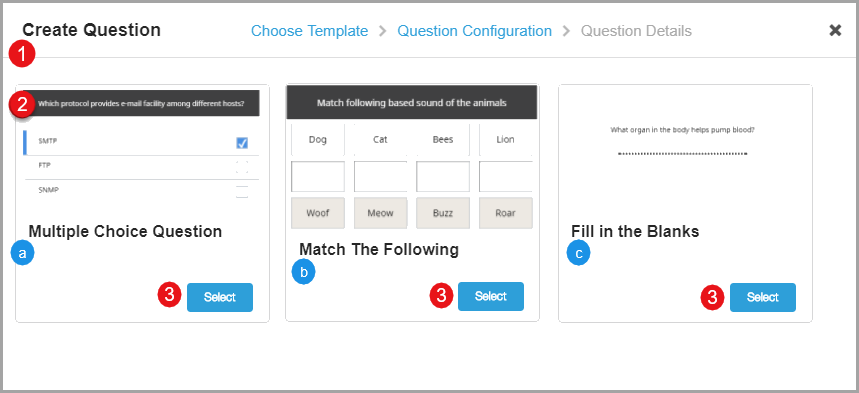 Create Question
Choose Template > Question Configuration > Question Details
1
2
Which protocol provides e-mail facility among different hosts?
SMTP
FTP
SNMP
Multiple Choice Question
a
3
Select
Match following based sound of the animals
Dog Cat Bees Lion
Woof Meow Buzz Roar
Match The Following
b
3
Select
What organ in the body helps pump blood?
Fill in the Blanks
c
3
Select